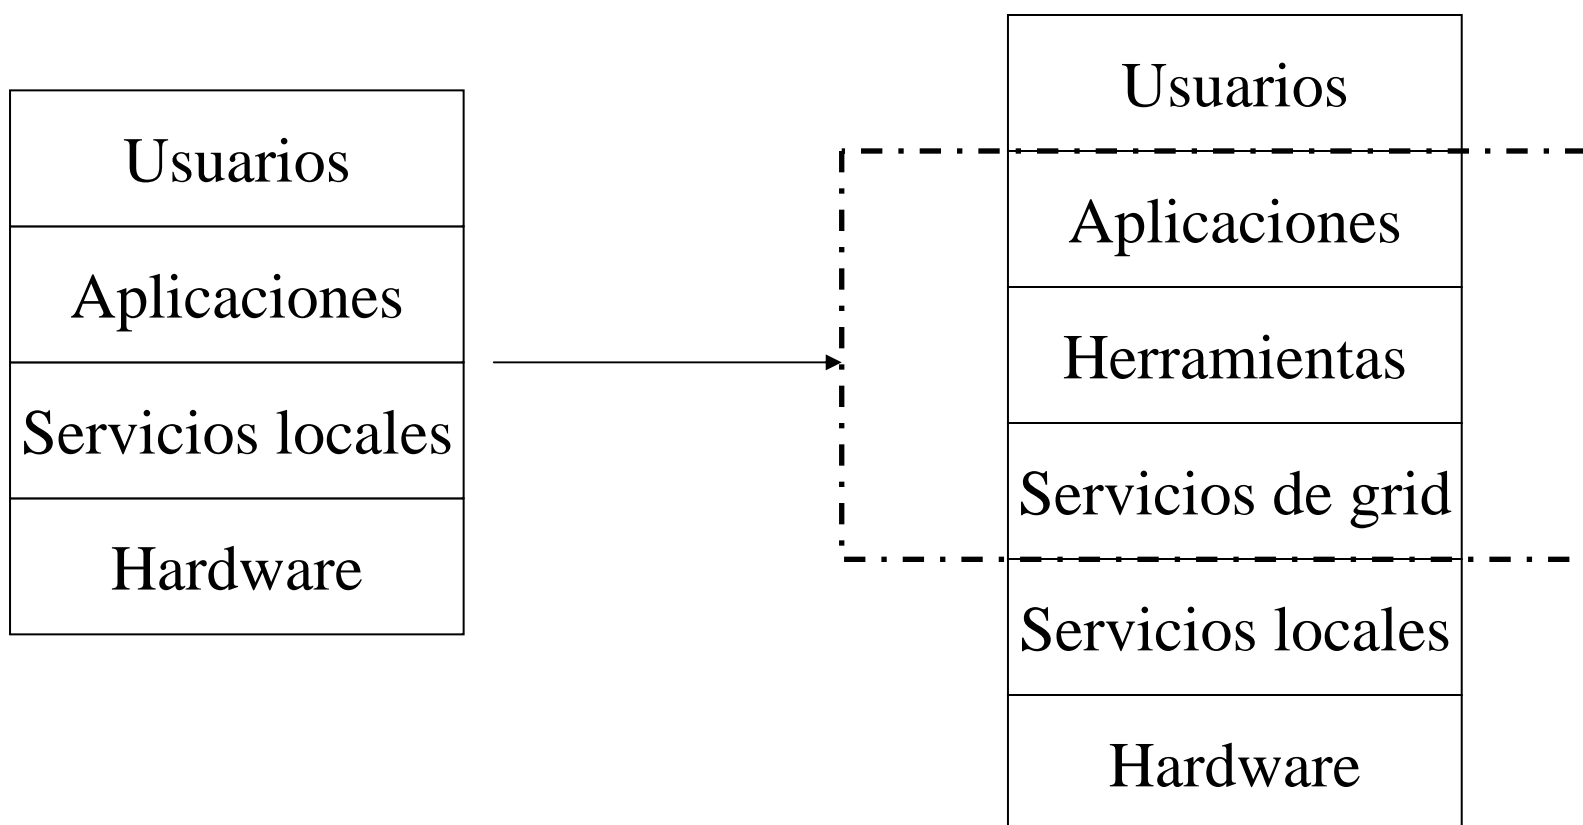 Usuarios
Aplicaciones
Servicios locales
Hardware
Usuarios
Aplicaciones
Herramientas
Servicios de grid
Servicios locales
Hardware